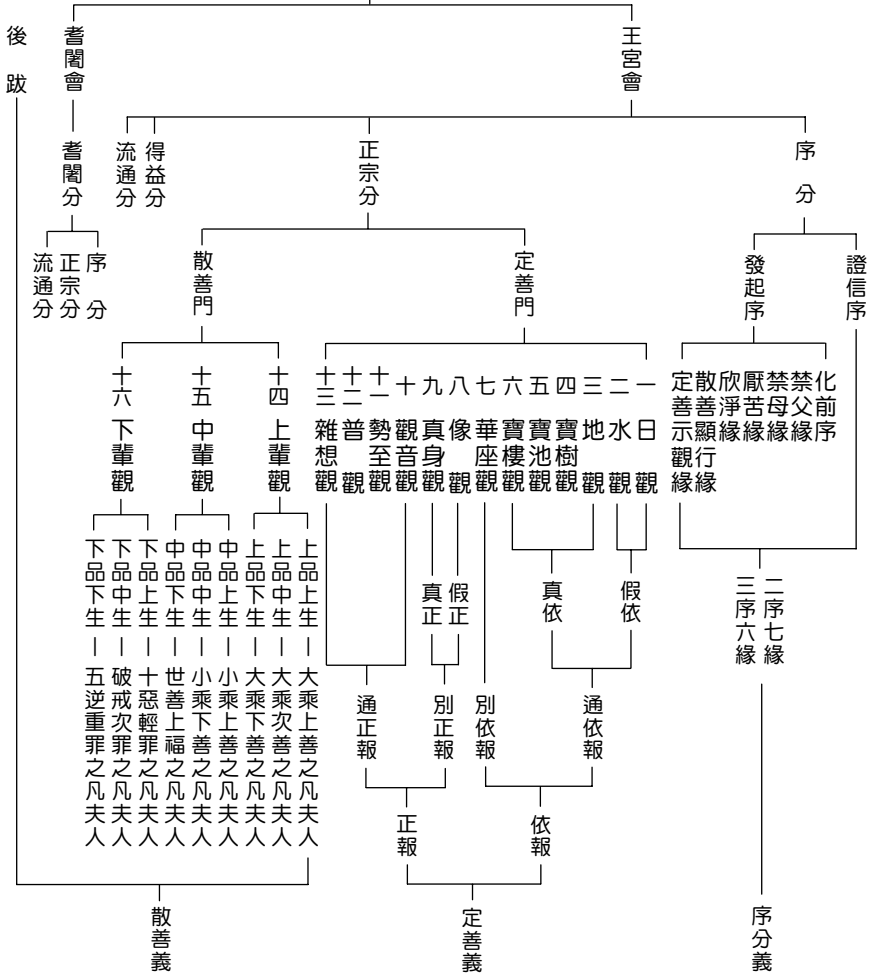 王宮會
耆闍會
耆闍分
後跋
序分
正宗分
得益分
流通分
序分
正宗分
流通分
證信序
發起序
定善門
散善門
化前序
禁父緣
禁母緣
厭苦緣
欣淨緣
散善顯行緣
定善示觀緣
一 日觀
二 水觀
三 地觀
四 寶樹觀
五 寶池觀
六 寶樓觀
七 華座觀
八 像觀
九 真身觀
十 觀音觀
十一 勢至觀
十二 普觀
十三 雜想觀
十四 上輩觀
十五 中輩觀
十六 下輩觀
上品上生 — 大乘上善之凡夫人
上品中生 — 大乘次善之凡夫人
上品下生 — 大乘下善之凡夫人
中品上生 — 小乘上善之凡夫人
中品中生 — 小乘下善之凡夫人
中品下生 — 世善上福之凡夫人
下品上生 — 十惡輕罪之凡夫人
下品中生 — 破戒次罪之凡夫人
下品下生 — 五逆重罪之凡夫人
二序七緣
三序六緣
假依
真依
假正
真正
通依報
別依報
別正報
通正報
依報
正報
序分義
定善義
散善義